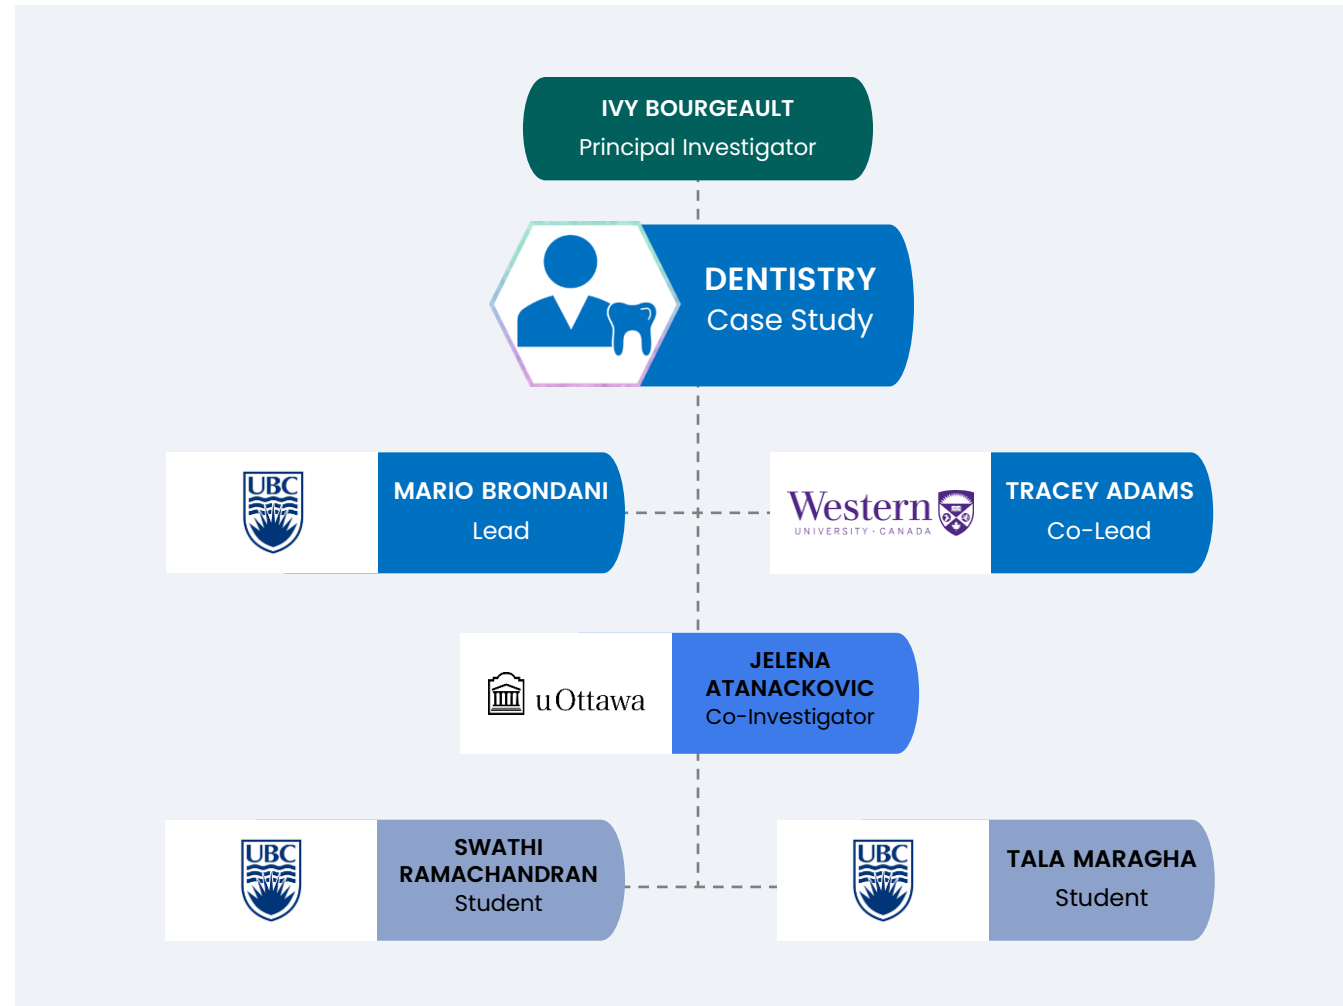 IVY BOURGEAULT
Principal Investigator
DENTISTRY
Case Study
UBC
MARIO BRONDANI
Lead
Western
UNIVERSITY · CANADA
TRACEY ADAMS
Co-Lead
uOttawa
JELENA
ATANACKOVIC
Co-Investigator
UBC
SWATHI
RAMACHANDRAN
Student
UBC
TALA MARAGHA
Student